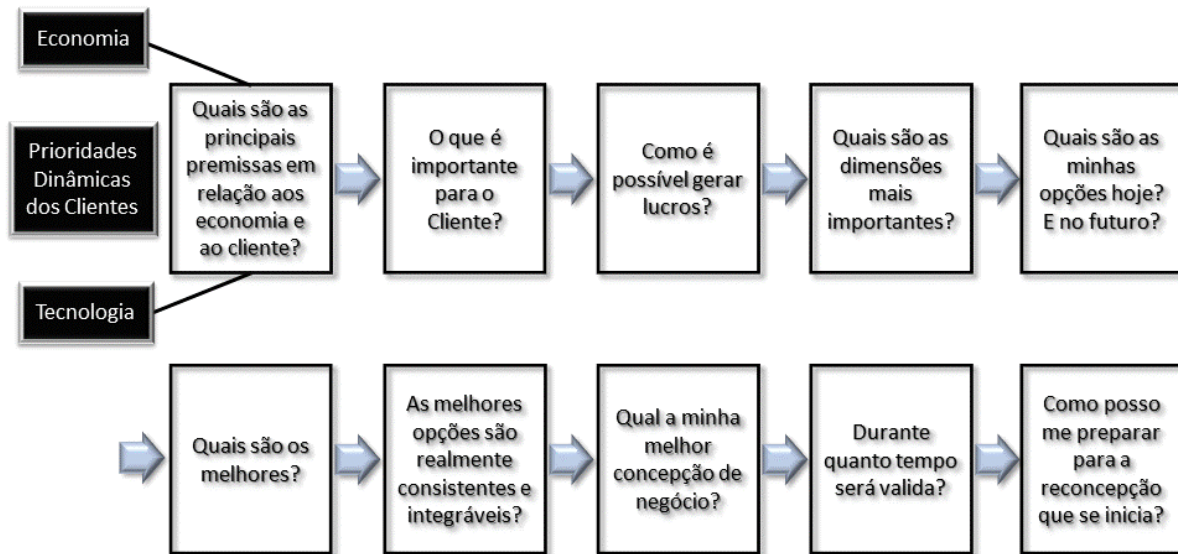 Economia
Prioridades
Dinâmicas
dos Clientes
Tecnologia
Quais são as
principais
premissas em
relação aos
economia e
ao cliente?
O que é
importante
para o
Cliente?
Como é
possível gerar
lucros?
Quais são as
dimensões
mais
importantes?
Quais são as
minhas
opções hoje?
E no futuro?
Quais são os
melhores?
As melhores
opções são
realmente
consistentes e
integráveis?
Qual a minha
melhor
concepção de
negócio?
Durante
quanto tempo
será valida?
Como posso
me preparar
para a
reconcepção
que se inicia?